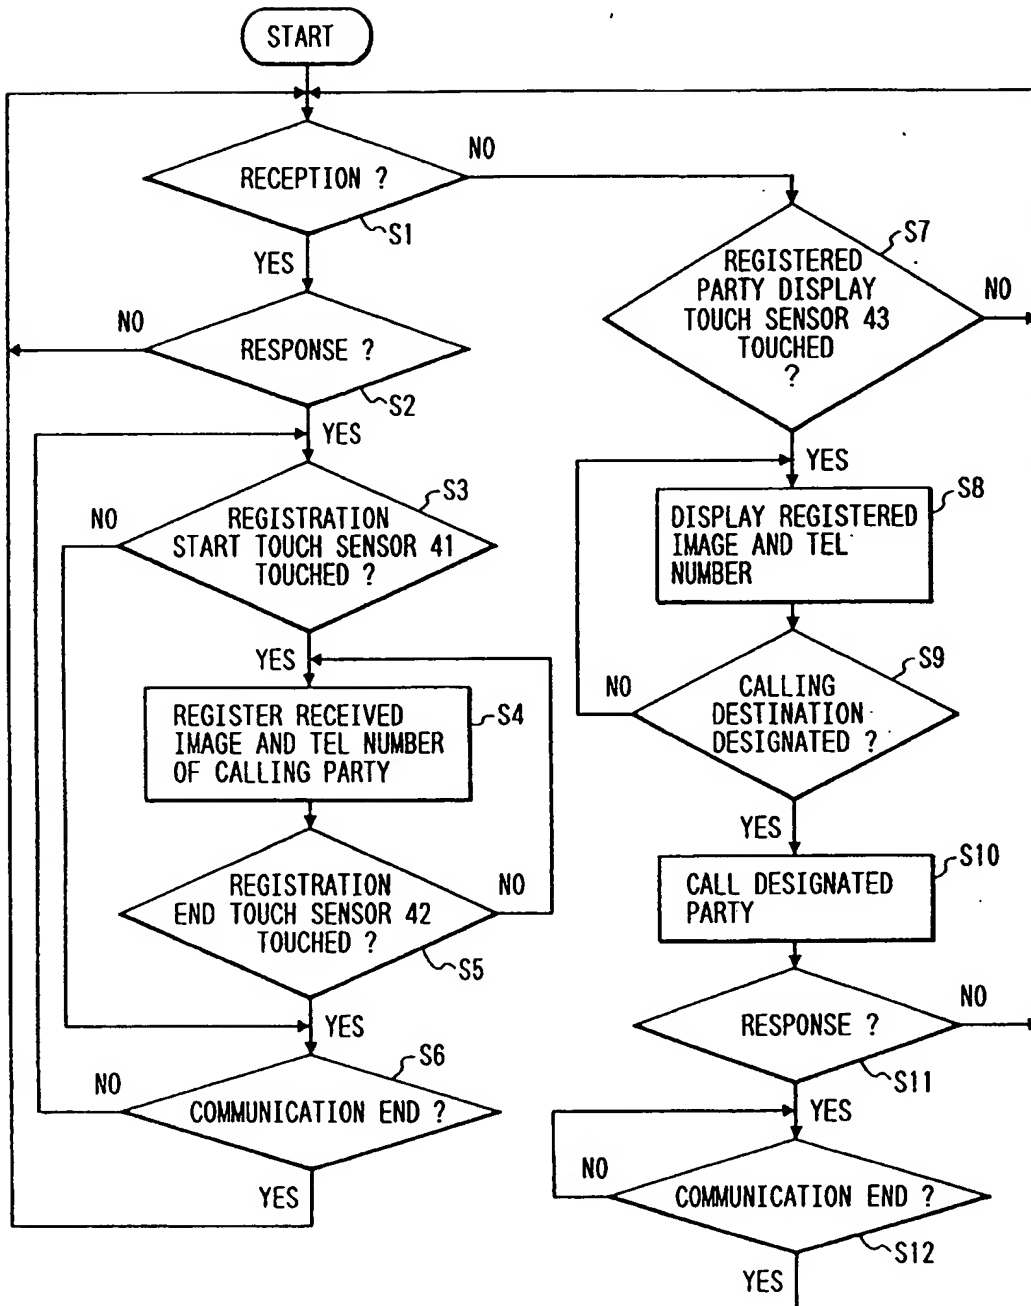 START
RECEPTION ?
NO
S1
YES
NO
RESPONSE ?
S2
YES
S3
NO
REGISTRATION
START TOUCH SENSOR 41
TOUCHED ?
YES
REGISTER RECEIVED
IMAGE AND TEL NUMBER
OF CALLING PARTY
S4
REGISTRATION
END TOUCH SENSOR 42
TOUCHED ?
NO
S5
YES
S6
NO
COMMUNICATION END ?
YES
S7
REGISTERED
PARTY DISPLAY
TOUCH SENSOR 43
TOUCHED
?
NO
YES
S8
DISPLAY REGISTERED
IMAGE AND TEL
NUMBER
S9
NO
CALLING
DESTINATION
DESIGNATED ?
YES
S10
CALL DESIGNATED
PARTY
NO
RESPONSE ?
S11
YES
NO
COMMUNICATION END ?
S12
YES